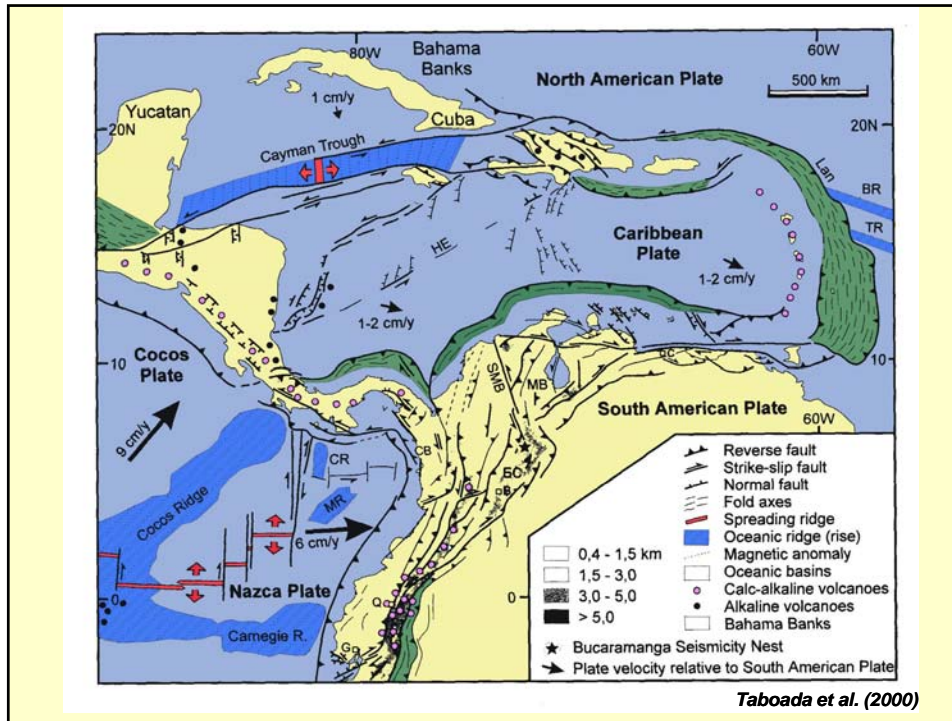 80W
60W
Bahama
Banks
North American Plate
500 km
Yucatan
1 cm/y
Cuba
20N
20N
Cayman Trough
Lan
BR
TR
Caribbean
Plate
HE
1-2 cm/y
1-2 cm/y
Cocos
Plate
10
10
GC
SMB
MB
South American Plate
60W
9 cm/y
CR
CB
EC
B
Cocos Ridge
MR
6 cm/y
Nazca Plate
0
0
Q
Carnegie R.
G
Reverse fault
Strike-slip fault
Normal fault
Fold axes
Spreading ridge
Oceanic ridge (rise)
Magnetic anomaly
Oceanic basins
Calc-alkaline volcanoes
Alkaline volcanoes
Bahama Banks
0,4 - 1,5 km
1,5 - 3,0
3,0 - 5,0
> 5,0
Bucaramanga Seismicity Nest
Plate velocity relative to South American Plate
Taboada et al. (2000)